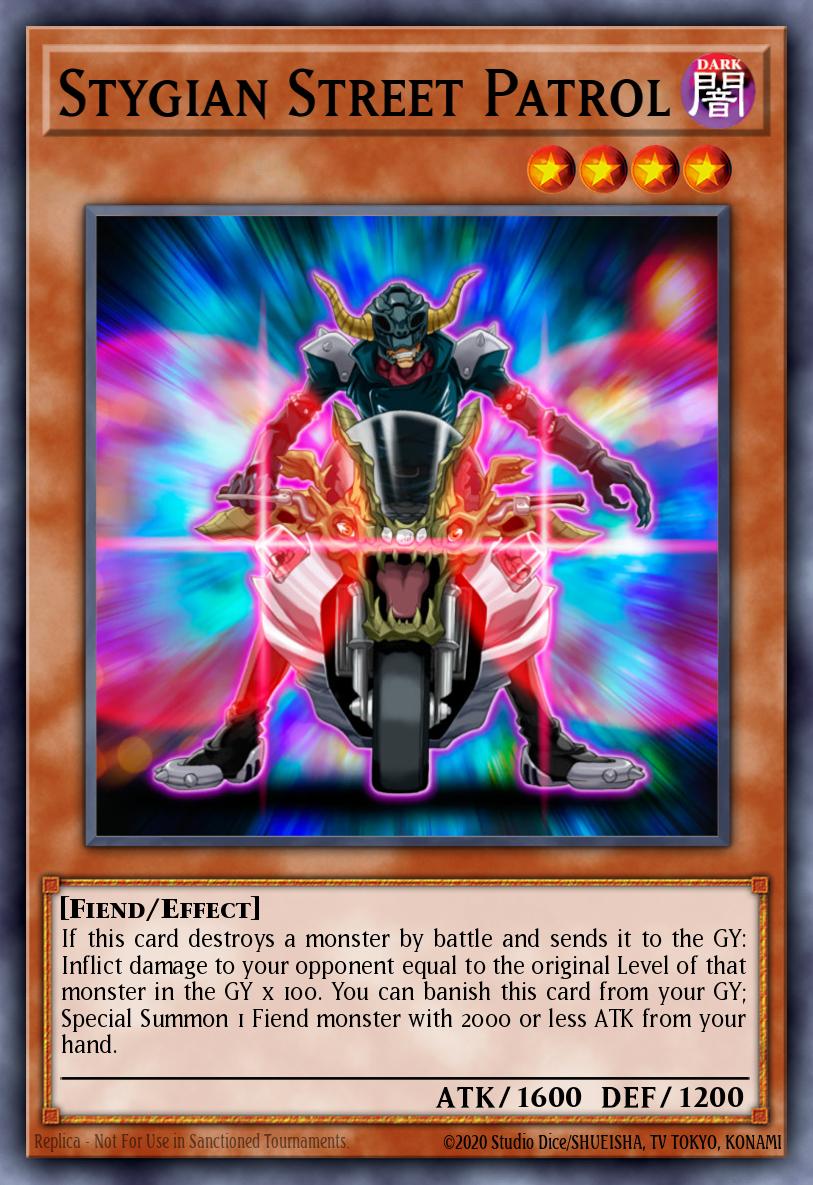 Stygian Street Patrol
DARK
闇
[Fiend/Effect]
If this card destroys a monster by battle and sends it to the GY:
Inflict damage to your opponent equal to the original Level of that
monster in the GY x 100. You can banish this card from your GY;
Special Summon 1 Fiend monster with 2000 or less ATK from your
hand.
ATK/1600 DEF/1200
Replica - Not For Use in Sanctioned Tournaments.
©2020 Studio Dice/SHUEISHA, TV TOKYO, KONAMI